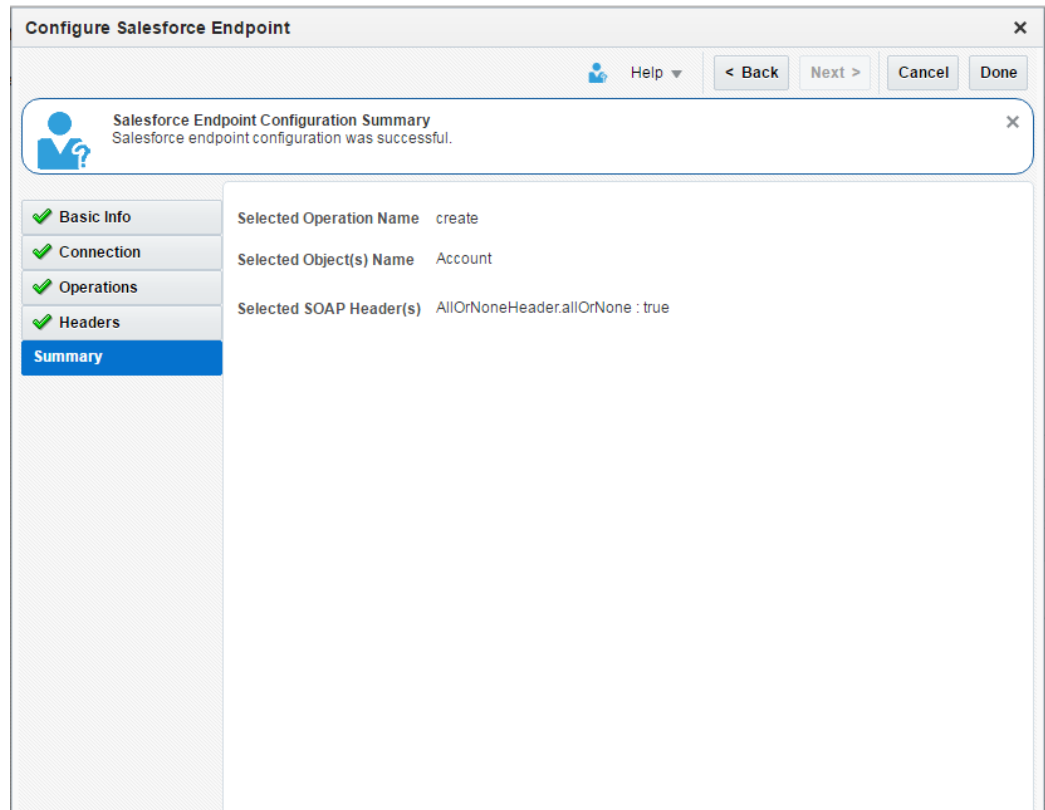 Configure Salesforce Endpoint
Help
< Back
Next >
Cancel
Done
Salesforce Endpoint Configuration Summary
Salesforce endpoint configuration was successful.
Basic Info
Connection
Operations
Headers
Summary
Selected Operation Name create
Selected Object(s) Name Account
Selected SOAP Header(s) AllOrNoneHeader.allOrNone : true